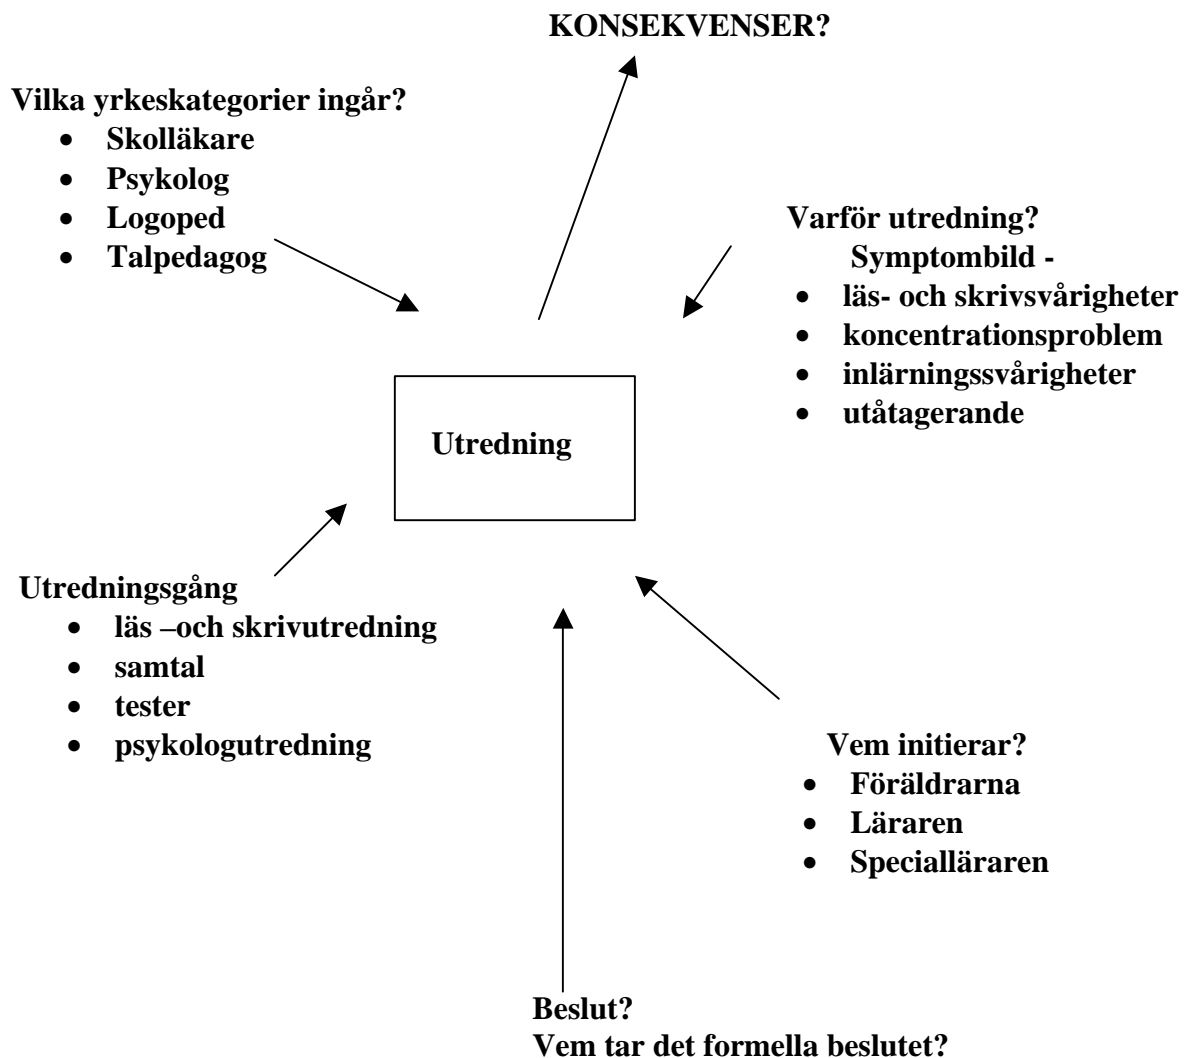 KONSEKVENSER?
Vilka yrkeskategorier ingår?
• Skolläkare
• Psykolog
• Logoped
• Talpedagog
Varför utredning?
Symptombild -
• läs- och skrivsvårigheter
• koncentrationsproblem
• inlärningssvårigheter
• utåtagerande
Utredning
Utredningsgång
• läs –och skrivutredning
• samtal
• tester
• psykologutredning
Vem initierar?
• Föräldrarna
• Läraren
• Specialläraren
Beslut?
Vem tar det formella beslutet?